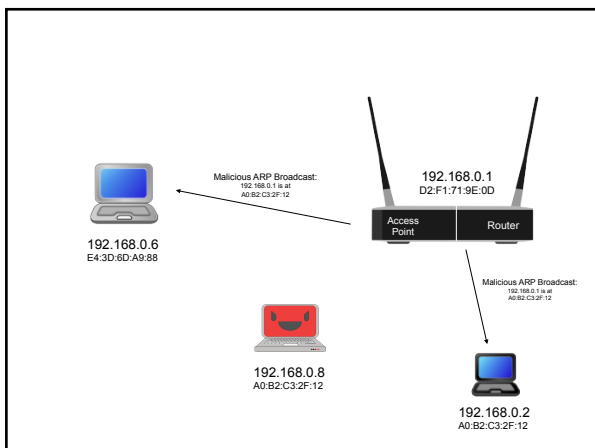 Malicious ARP Broadcast:
192.168.0.1 is at
A0:B2:C3:2F:12
192.168.0.1
D2:F1:71:9E:0D
Access
Point
Router
192.168.0.6
E4:3D:6D:A9:88
Malicious ARP Broadcast:
192.168.0.1 is at
A0:B2:C3:2F:12
192.168.0.8
A0:B2:C3:2F:12
192.168.0.2
A0:B2:C3:2F:12